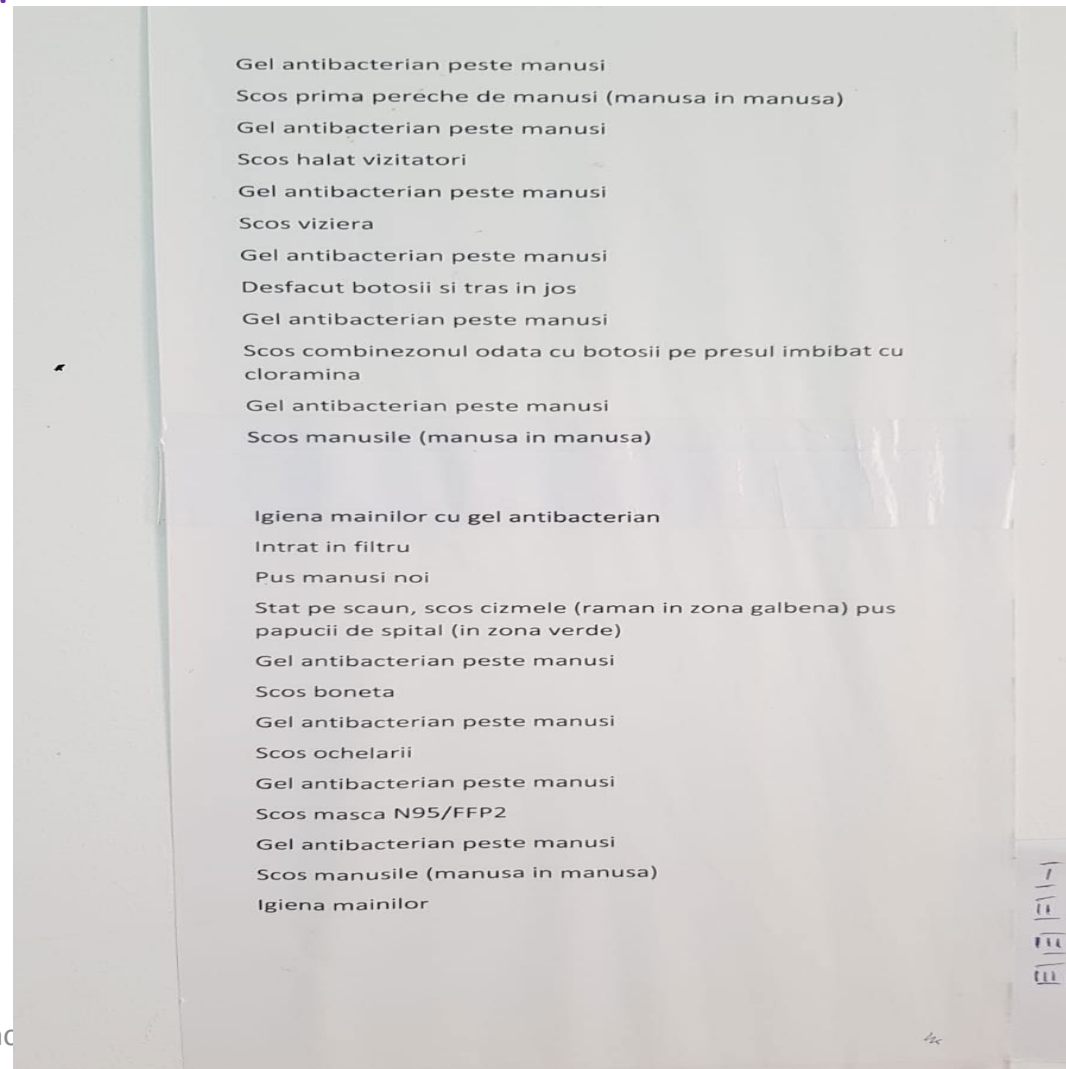 Gel antibacterian peste manusi
Scos prima pereche de manusi (manusa in manusa)
Gel antibacterian peste manusi
Scos halat vizitatori
Gel antibacterian peste manusi
Scos viziera
Gel antibacterian peste manusi
Desfacut botosii si tras in jos
Gel antibacterian peste manusi
Scos combinezonul odata cu botosii pe presul imbibat cu
cloramina
Gel antibacterian peste manusi
Scos manusile (manusa in manusa)
Igiena mainilor cu gel antibacterian
Intrat in filtru
Pus manusi noi
Stat pe scaun, scos cizmele (raman in zona galbena) pus
papucii de spital (in zona verde)
Gel antibacterian peste manusi
Scos boneta
Gel antibacterian peste manusi
Scos ochelarii
Gel antibacterian peste manusi
Scos masca N95/FFP2
Gel antibacterian peste manusi
Scos manusile (manusa in manusa)
Igiena mainilor